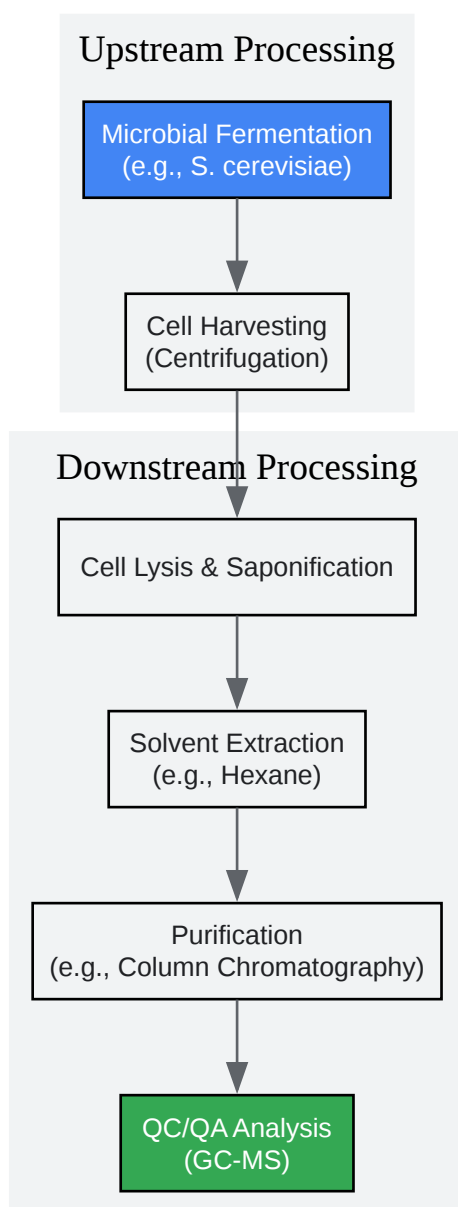 Upstream Processing
Microbial Fermentation
(e.g., S. cerevisiae)
Cell Harvesting
(Centrifugation)
Downstream Processing
Cell Lysis & Saponification
Solvent Extraction
(e.g., Hexane)
Purification
(e.g., Column Chromatography)
QC/QA Analysis
(GC-MS)